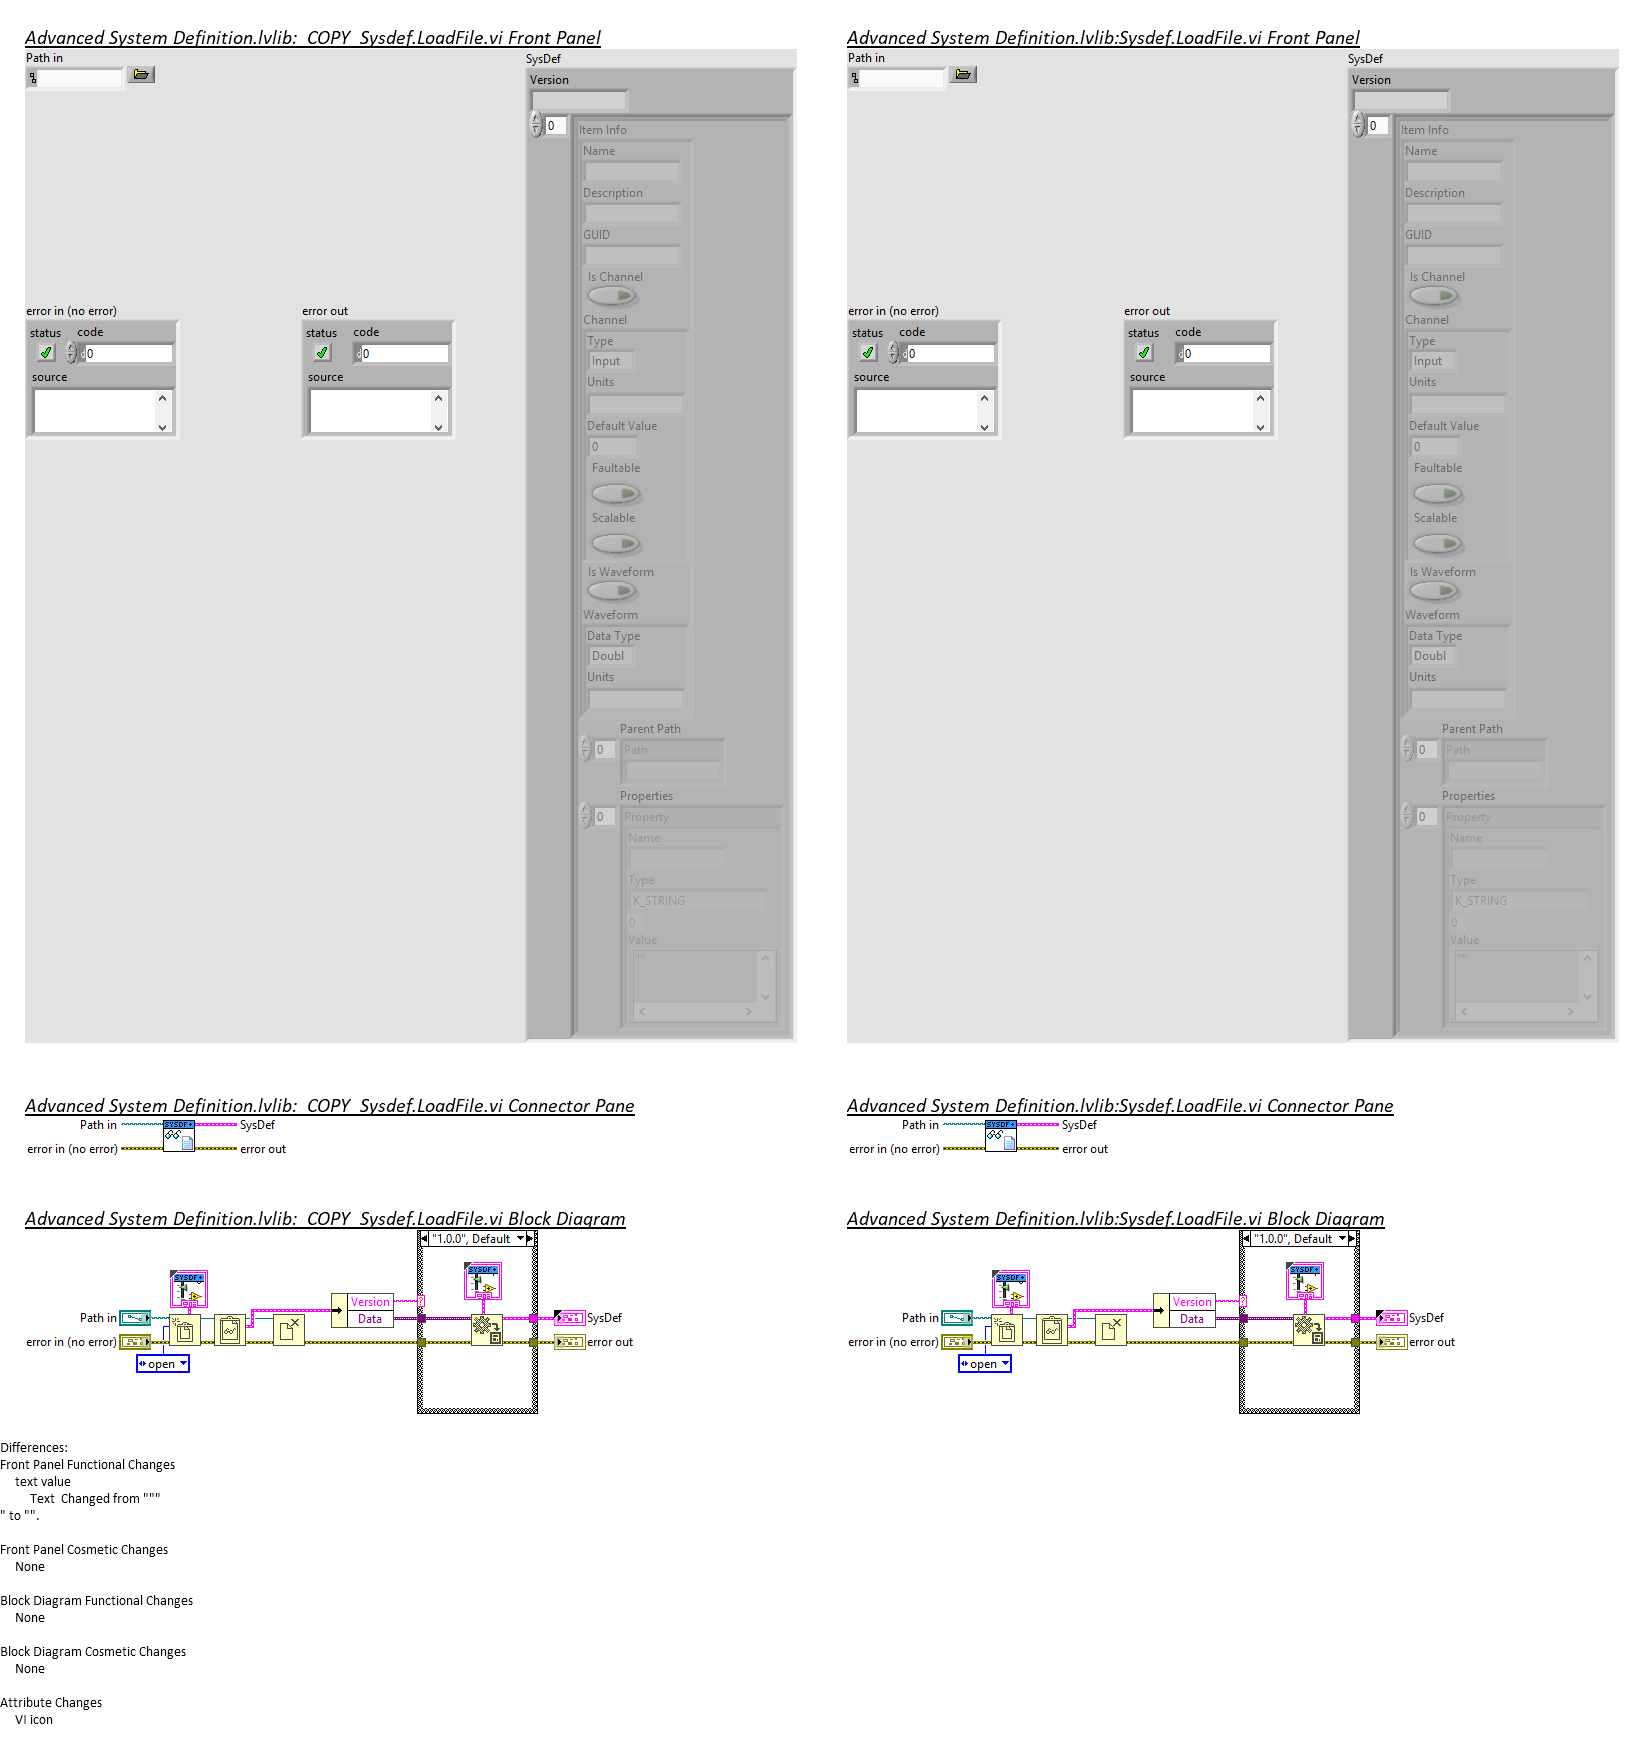 Advanced System Definition.lvlib:  COPY  Sysdef.LoadFile.vi Front Panel
Path in
SysDef
Version
0
Item Info
Name
Description
GUID
Is Channel
error in (no error)
error out
Channel
status code
status code
0
0
Type
Input
source
source
Units
Default Value
0
Faultable
Scalable
Is Waveform
Waveform
Data Type
Doubl
Units
Parent Path
0
Path
Properties
0
Property
Name
Type
K_STRING
0
Value
""
Advanced System Definition.lvlib:Sysdef.LoadFile.vi Front Panel
Path in
SysDef
Version
0
Item Info
Name
Description
GUID
Is Channel
error in (no error)
error out
Channel
status code
status code
0
0
Type
Input
source
source
Units
Default Value
0
Faultable
Scalable
Is Waveform
Waveform
Data Type
Doubl
Units
Parent Path
0
Path
Properties
0
Property
Name
Type
K_STRING
0
Value
""
Advanced System Definition.lvlib:  COPY  Sysdef.LoadFile.vi Connector Pane
Path in
SYSDF+
SysDef
error in (no error)
error out
Advanced System Definition.lvlib:Sysdef.LoadFile.vi Connector Pane
Path in
SYSDF+
SysDef
error in (no error)
error out
Advanced System Definition.lvlib:  COPY  Sysdef.LoadFile.vi Block Diagram
"1.0.0", Default
SYSDF+
SYSDF+
Version
?
Path in
Data
SysDef
error in (no error)
error out
open
Advanced System Definition.lvlib:Sysdef.LoadFile.vi Block Diagram
"1.0.0", Default
SYSDF+
SYSDF+
Version
?
Path in
Data
SysDef
error in (no error)
error out
open
Differences:
Front Panel Functional Changes
text value
Text  Changed from """
" to "".
Front Panel Cosmetic Changes
None
Block Diagram Functional Changes
None
Block Diagram Cosmetic Changes
None
Attribute Changes
VI icon